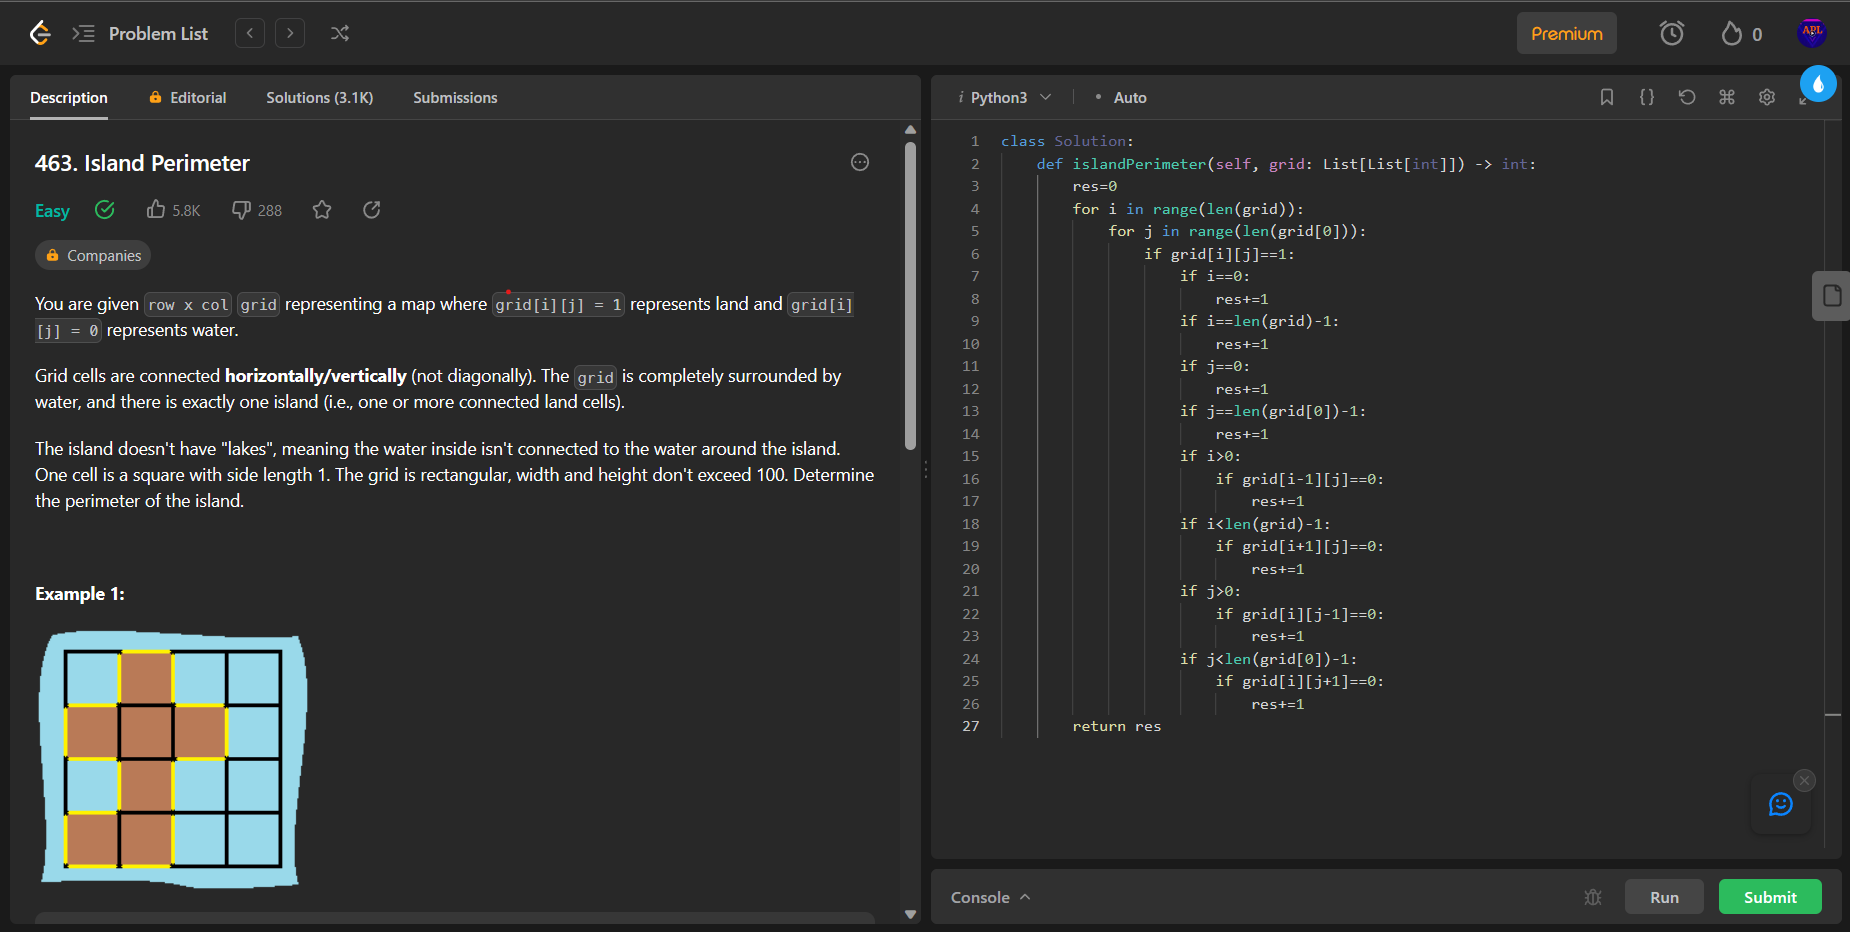 Problem List
Premium
0
APL
Description
Editorial
Solutions (3.1K)
Submissions
463. Island Perimeter
Easy
5.8K
288
Companies
You are given row x col grid representing a map where grid[i][j] = 1 represents land and grid[i]
[j] = 0 represents water.
Grid cells are connected horizontally/vertically (not diagonally). The grid is completely surrounded by
water, and there is exactly one island (i.e., one or more connected land cells).
The island doesn't have "lakes", meaning the water inside isn't connected to the water around the island.
One cell is a square with side length 1. The grid is rectangular, width and height don't exceed 100. Determine
the perimeter of the island.
Example 1:
i Python3
• Auto
1 class Solution:
2 def islandPerimeter(self, grid: List[List[int]]) -> int:
3 res=0
4 for i in range(len(grid)):
5 for j in range(len(grid[0])):
6 if grid[i][j]==1:
7 if i==0:
8 res+=1
9 if i==len(grid)-1:
10 res+=1
11 if j==0:
12 res+=1
13 if j==len(grid[0])-1:
14 res+=1
15 if i>0:
16 if grid[i-1][j]==0:
17 res+=1
18 if i<len(grid)-1:
19 if grid[i+1][j]==0:
20 res+=1
21 if j>0:
22 if grid[i][j-1]==0:
23 res+=1
24 if j<len(grid[0])-1:
25 if grid[i][j+1]==0:
26 res+=1
27 return res
Console
Run
Submit